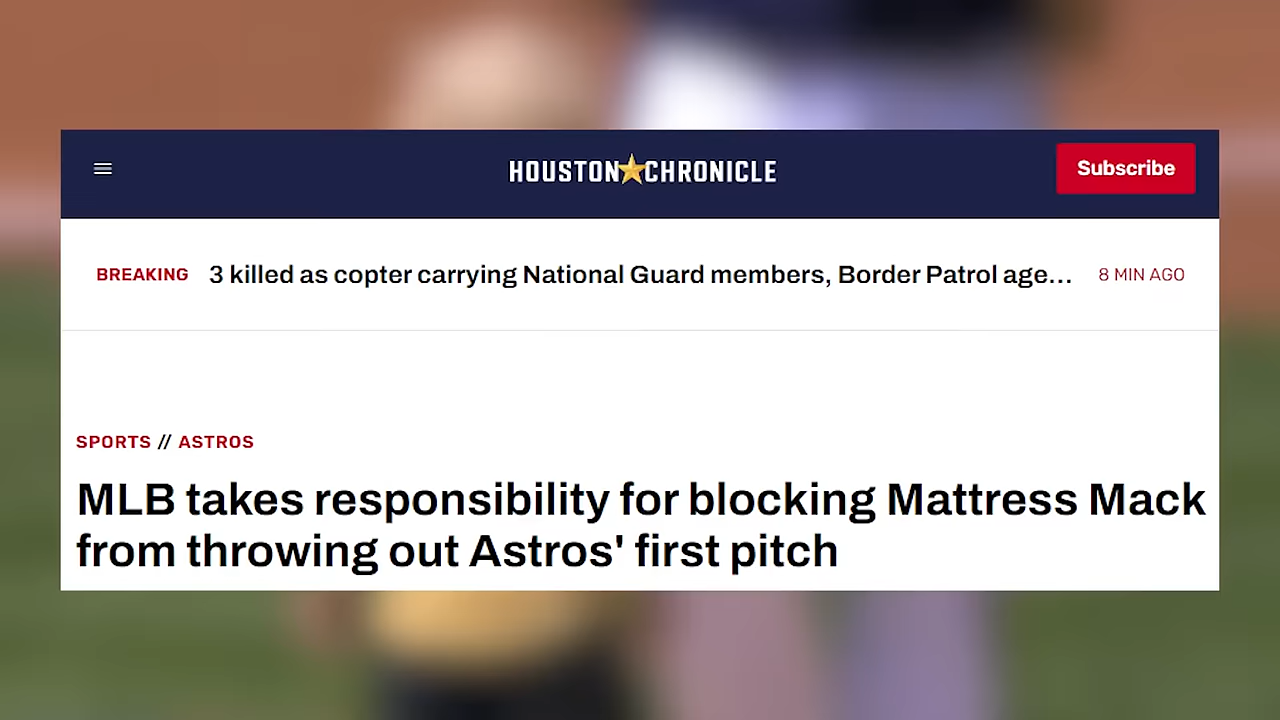 HOUSTON CHRONICLE
Subscribe
BREAKING 3 killed as copter carrying National Guard members, Border Patrol age... 8 MIN AGO
SPORTS // ASTROS
MLB takes responsibility for blocking Mattress Mack
from throwing out Astros' first pitch